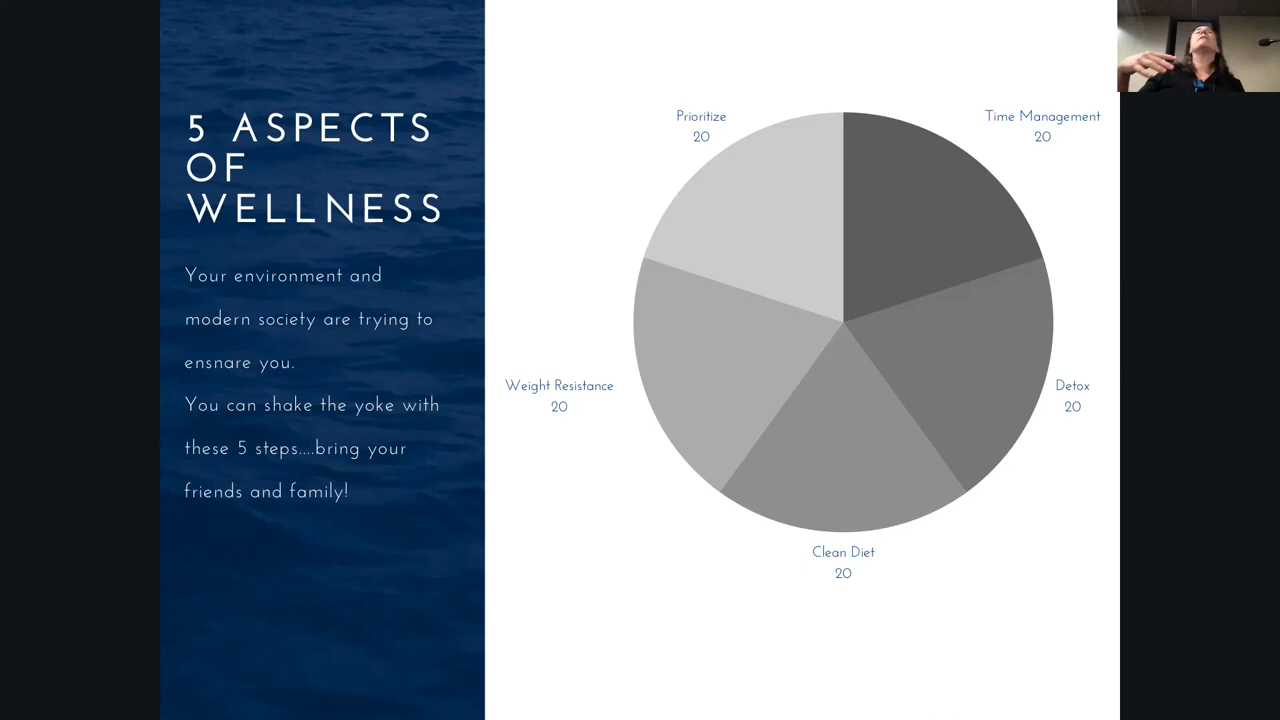 5 ASPECTS
OF
WELLNESS
Your environment and
modern society are trying to
ensnare you.
You can shake the yoke with
these 5 steps....bring your
friends and family!
Prioritize
20
Time Management
20
Weight Resistance
20
Detox
20
Clean Diet
20